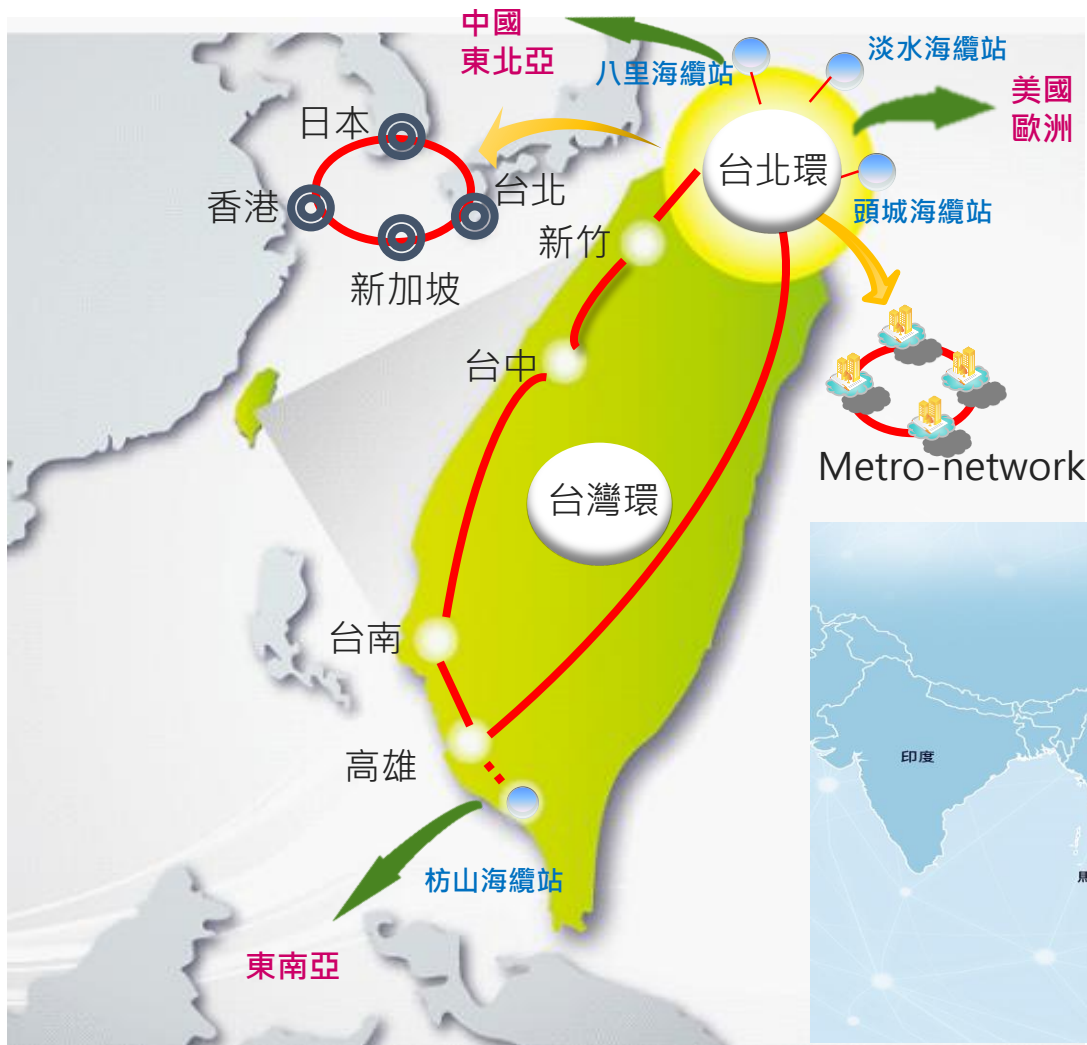 中國
東北亞
八里海纜站
淡水海纜站
美國
歐洲
日本
台北環
香港
台北
頭城海纜站
新竹
新加坡
台中
Metro-network
台灣環
台南
印度
高雄
枋山海纜站
東南亞